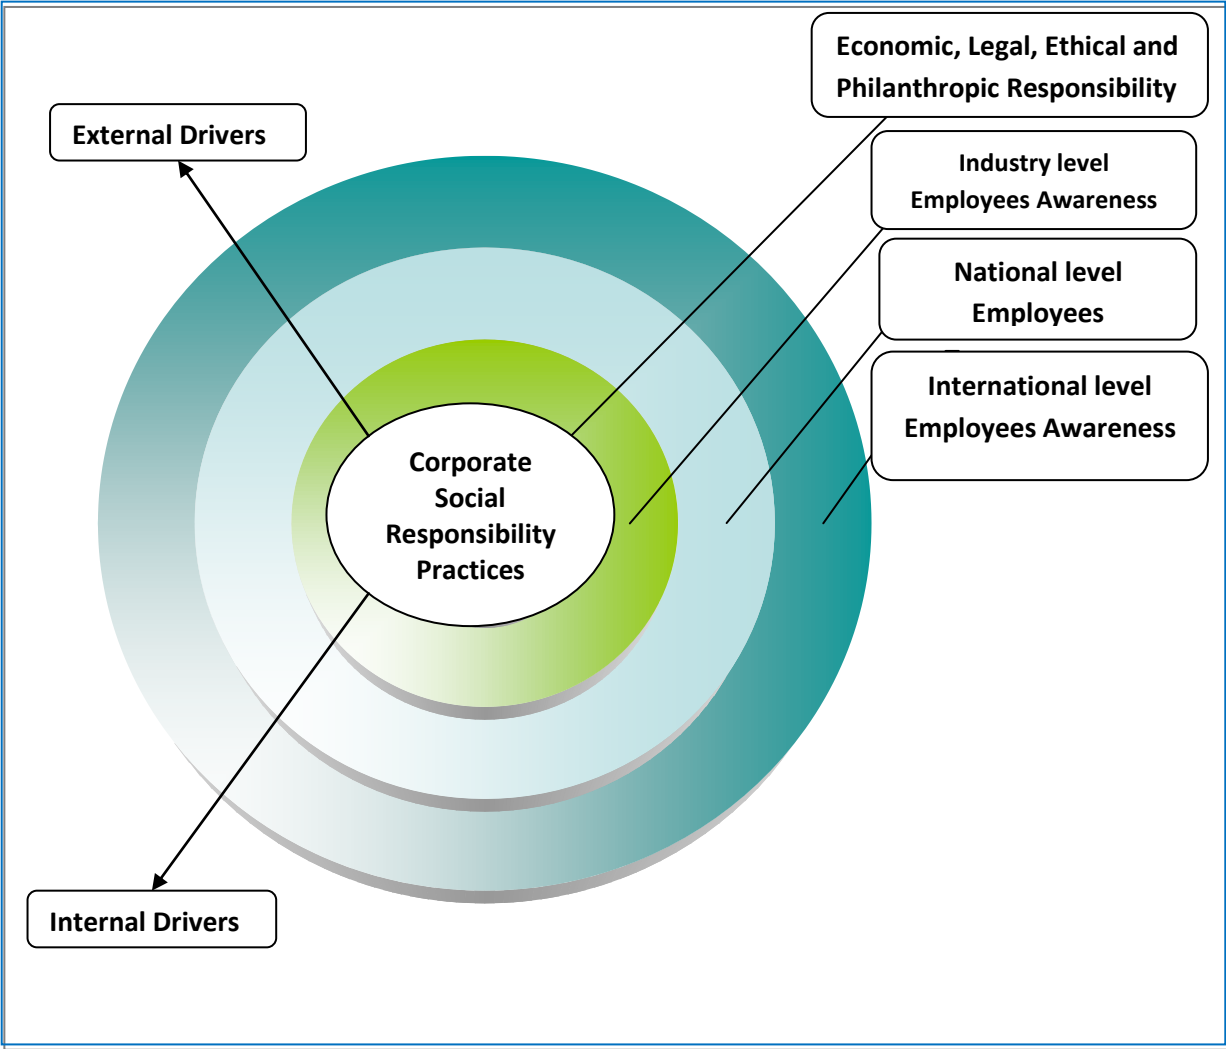 Economic, Legal, Ethical and
Philanthropic Responsibility
External Drivers
Industry level
Employees Awareness
National level
Employees
International level
Employees Awareness
Corporate
Social
Responsibility
Practices
Internal Drivers